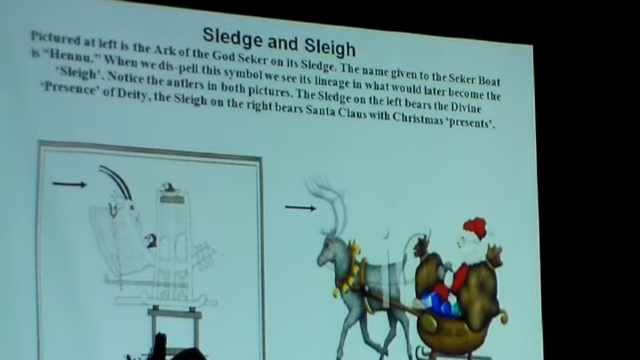 Sledge and Sleigh
Pictured at left is the Ark of the God Seker on its Sledge. The name given to the Seker Boat
is “Hennu.” When we dis-pell this symbol we see its lineage in what would later become the
‘Sleigh’. Notice the antlers in both pictures. The Sledge on the left bears the Divine
‘Presence’ of Deity, the Sleigh on the right bears Santa Claus with Christmas ‘presents’.